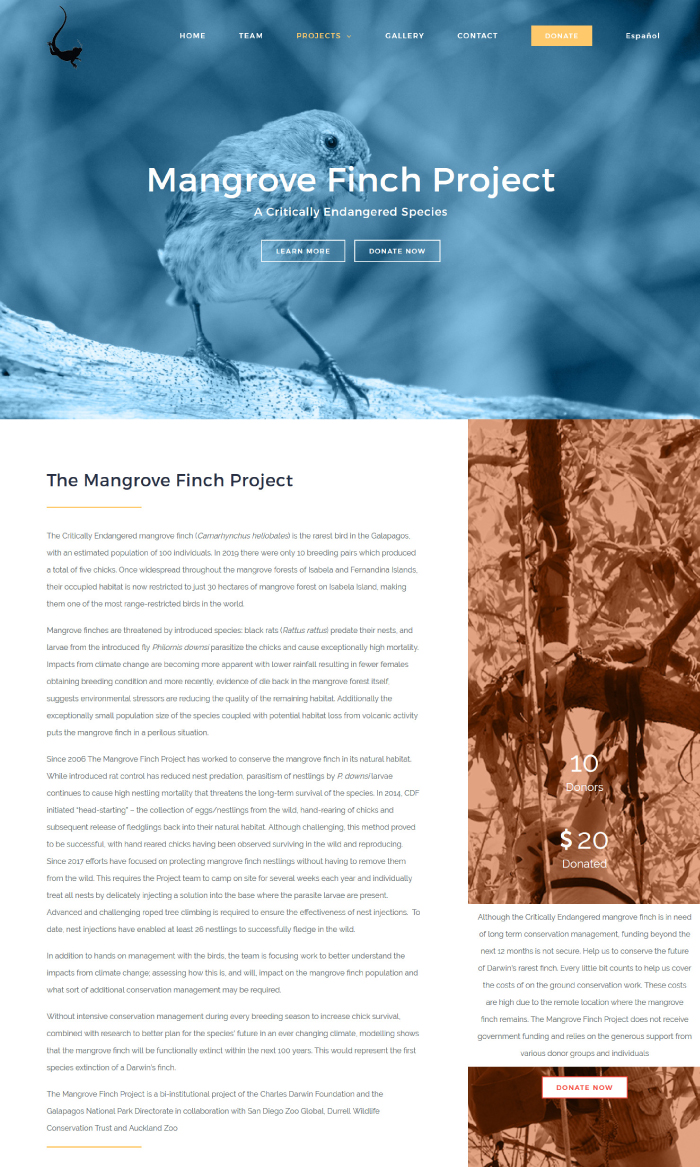 HOME TEAM PROJECTS GALLERY CONTACT DONATE Español
Mangrove Finch Project
A Critically Endangered Species
LEARN MORE DONATE NOW
The Mangrove Finch Project
The Critically Endangered mangrove finch (Camarhynchus heliobates) is the rarest bird in the Galapagos,
with an estimated population of 100 individuals. In 2019 there were only 10 breeding pairs which produced
a total of five chicks. Once widespread throughout the mangrove forests of Isabela and Fernandina Islands,
their occupied habitat is now restricted to just 30 hectares of mangrove forest on Isabela Island, making
them one of the most range-restricted birds in the world.
Mangrove finches are threatened by introduced species: black rats (Rattus rattus) predate their nests, and
larvae from the introduced fly Philornis downsi parasitize the chicks and cause exceptionally high mortality.
Impacts from climate change are becoming more apparent with lower rainfall resulting in fewer females
obtaining breeding condition and more recently, evidence of die back in the mangrove forest itself,
suggests environmental stressors are reducing the quality of the remaining habitat. Additionally the
exceptionally small population size of the species coupled with potential habitat loss from volcanic activity
puts the mangrove finch in a perilous situation.
Since 2006 The Mangrove Finch Project has worked to conserve the mangrove finch in its natural habitat.
While introduced rat control has reduced nest predation, parasitism of nestlings by P. downsi larvae
continues to cause high nestling mortality that threatens the long-term survival of the species. In 2014, CDF
initiated "head-starting" – the collection of eggs/nestlings from the wild, hand-rearing of chicks and
subsequent release of fledglings back into their natural habitat. Although challenging, this method proved
to be successful, with hand reared chicks having been observed surviving in the wild and reproducing.
Since 2017 efforts have focused on protecting mangrove finch nestlings without having to remove them
from the wild. This requires the Project team to camp on site for several weeks each year and individually
treat all nests by delicately injecting a solution into the base where the parasite larvae are present.
Advanced and challenging roped tree climbing is required to ensure the effectiveness of nest injections. To
date, nest injections have enabled at least 26 nestlings to successfully fledge in the wild.
In addition to hands on management with the birds, the team is focusing work to better understand the
impacts from climate change; assessing how this is, and will, impact on the mangrove finch population and
what sort of additional conservation management may be required.
Without intensive conservation management during every breeding season to increase chick survival,
combined with research to better plan for the species' future in an ever changing climate, modelling shows
that the mangrove finch will be functionally extinct within the next 100 years. This would represent the first
species extinction of a Darwin's finch.
The Mangrove Finch Project is a bi-institutional project of the Charles Darwin Foundation and the
Galapagos National Park Directorate in collaboration with San Diego Zoo Global, Durrell Wildlife
Conservation Trust and Auckland Zoo
10
Donors
$ 20
Donated
Although the Critically Endangered mangrove finch is in need
of long term conservation management, funding beyond the
next 12 months is not secure. Help us to conserve the future
of Darwin's rarest finch. Every little bit counts to help us cover
the costs of on the ground conservation work. These costs
are high due to the remote location where the mangrove
finch remains. The Mangrove Finch Project does not receive
government funding and relies on the generous support from
various donor groups and individuals
DONATE NOW